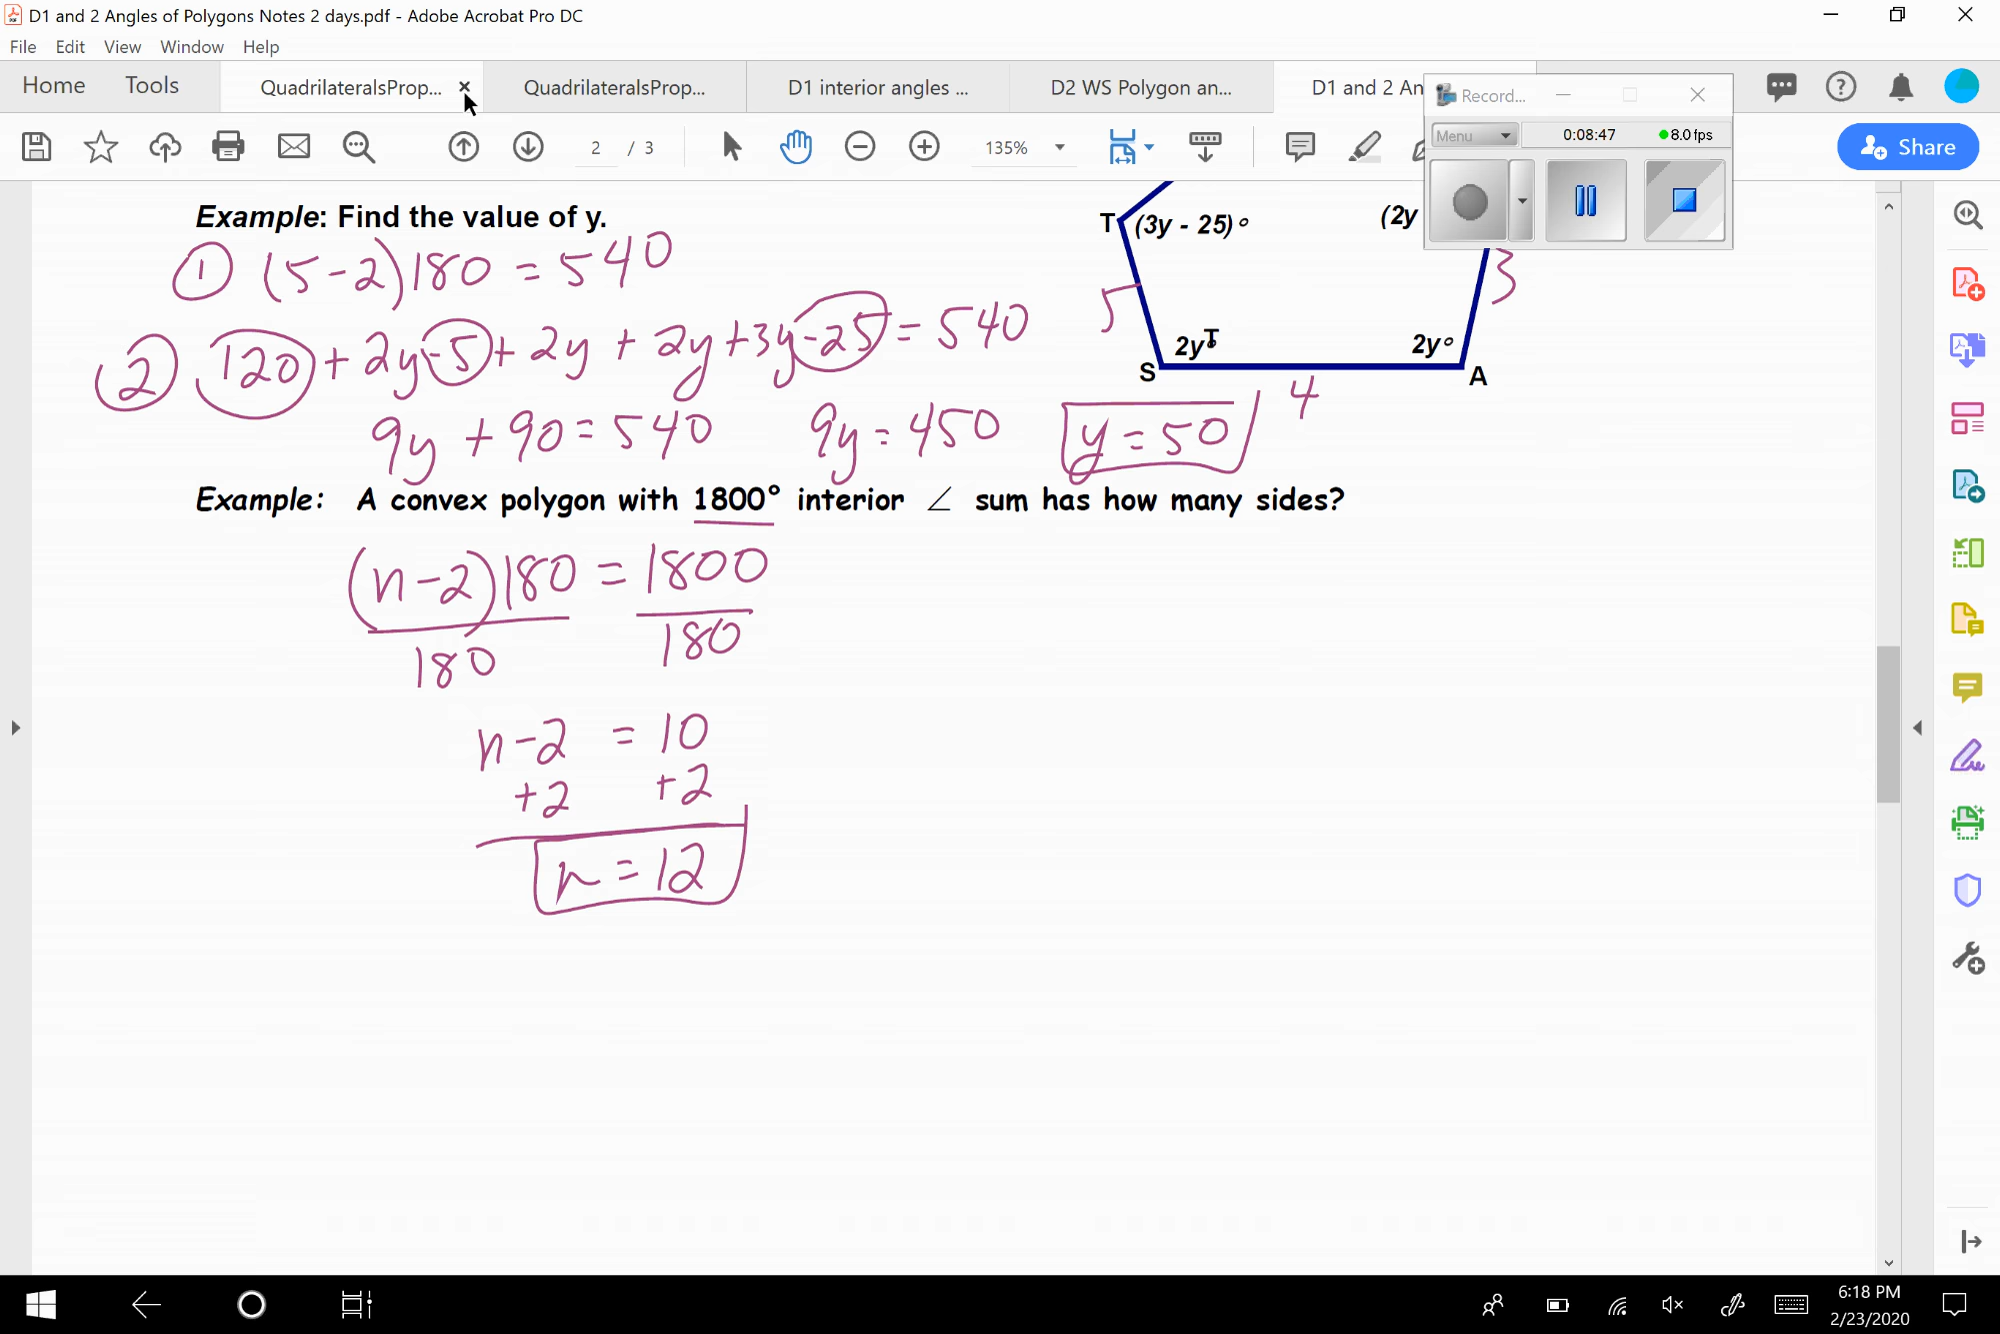 D1 and 2 Angles of Polygons Notes 2 days.pdf - Adobe Acrobat Pro DC
File Edit View Window Help
Home Tools QuadrilateralsProp... × QuadrilateralsProp... D1 interior angles ... D2 WS Polygon an... D1 and 2 An
Record...
Menu 0:08:47 8.0 fps
2 / 3 135% Share
Example: Find the value of y.
T (3y - 25)° (2y
① (5-2)180 = 540
② 120 + 2y-5 + 2y + 2y + 3y-25 = 540
5 3
2y 2y°
S A
4
9y + 90 = 540 9y = 450 y = 50
Example: A convex polygon with 1800° interior ∠ sum has how many sides?
(n-2)180 = 1800
180 180
n-2 = 10
+2 +2
n = 12
6:18 PM
2/23/2020